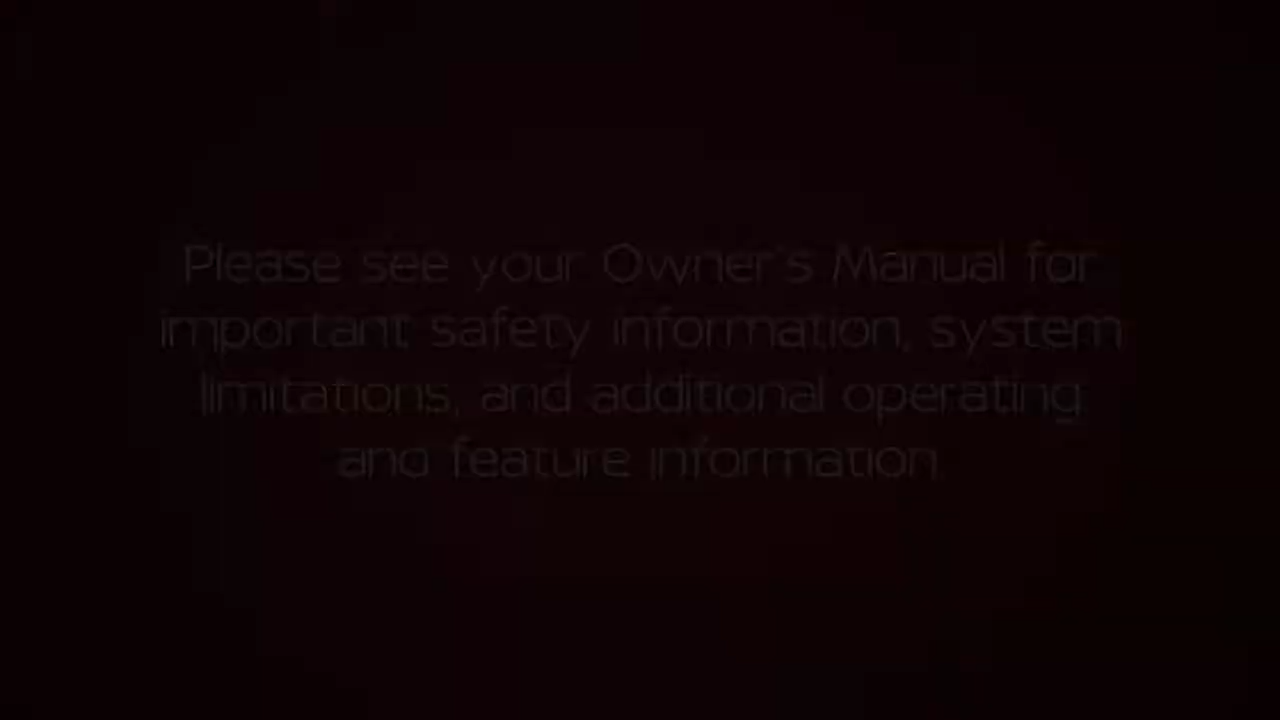 Please see your Owner's Manual for
important safety information, system
limitations, and additional operating
and feature information.